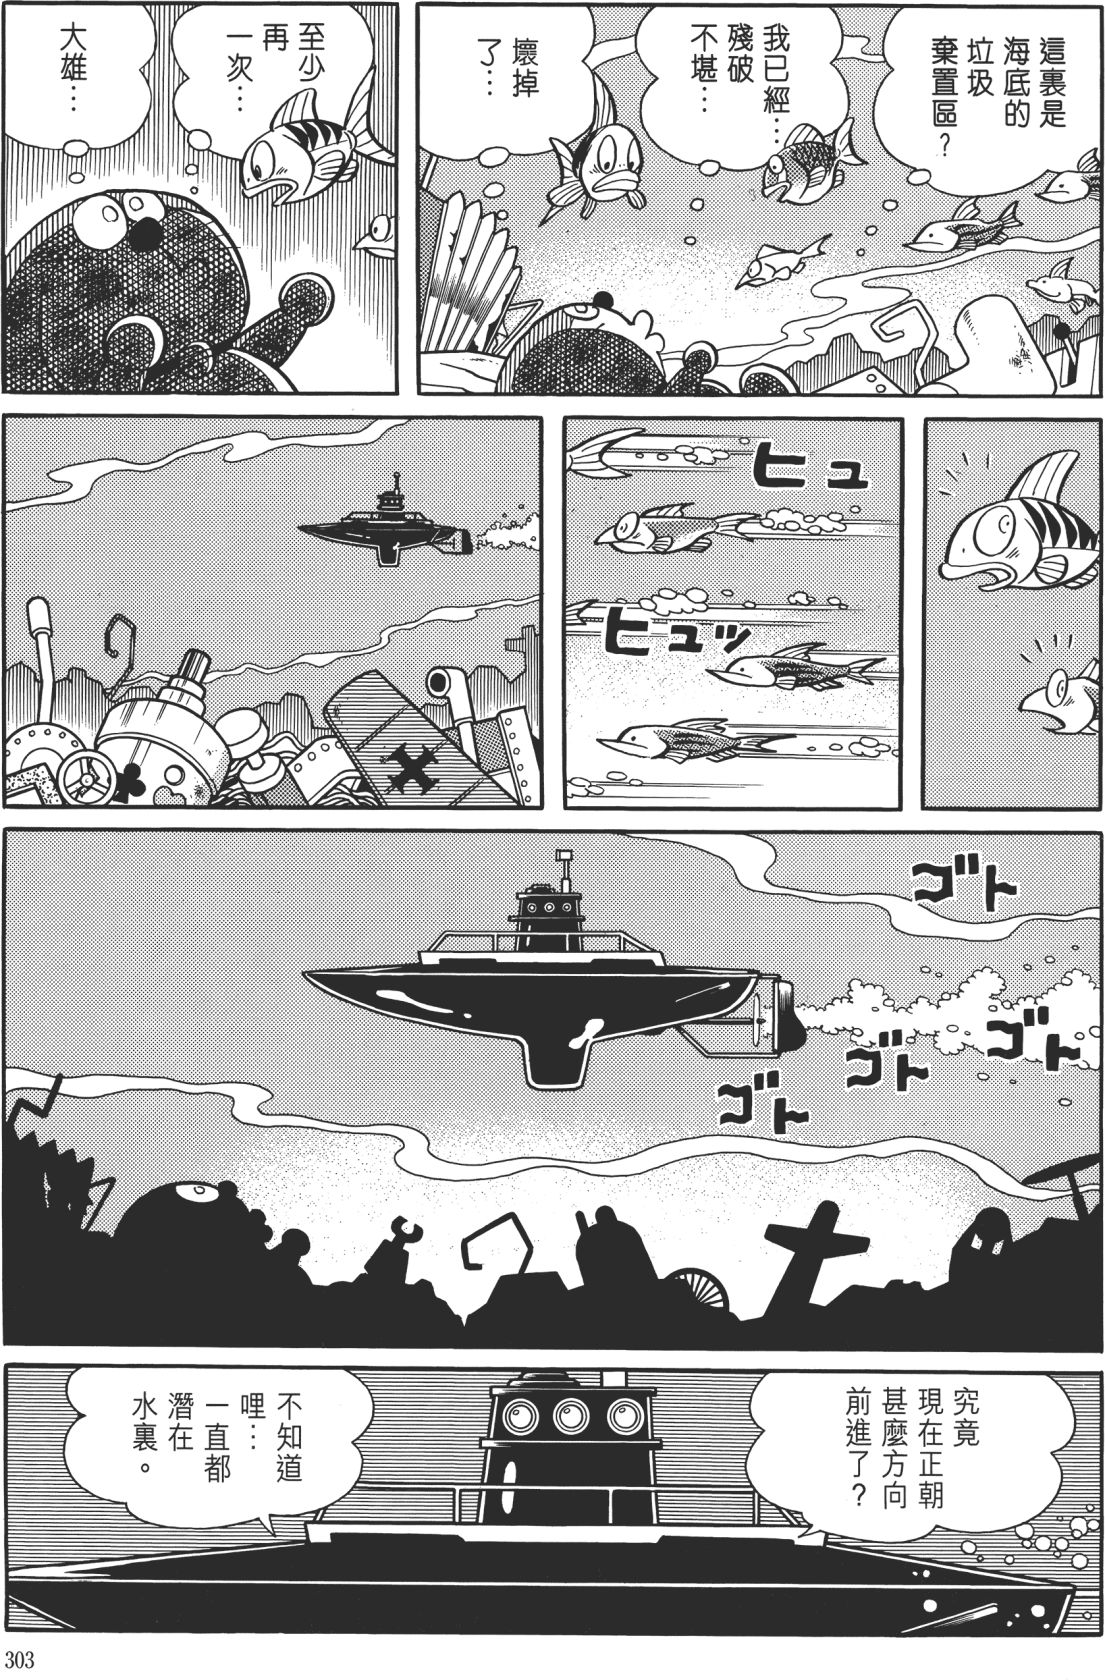 這裏是
海底的
垃圾
棄置區?
我已經…
殘破
不堪…
壞掉
了…
至少
再
一次…
大雄…
ヒュ
ヒュッ
ゴト
ゴト
ゴト
ゴト
究竟
現在正朝
甚麼方向
前進了?
不知道
哩…
一直都
潛在
水裏。
303